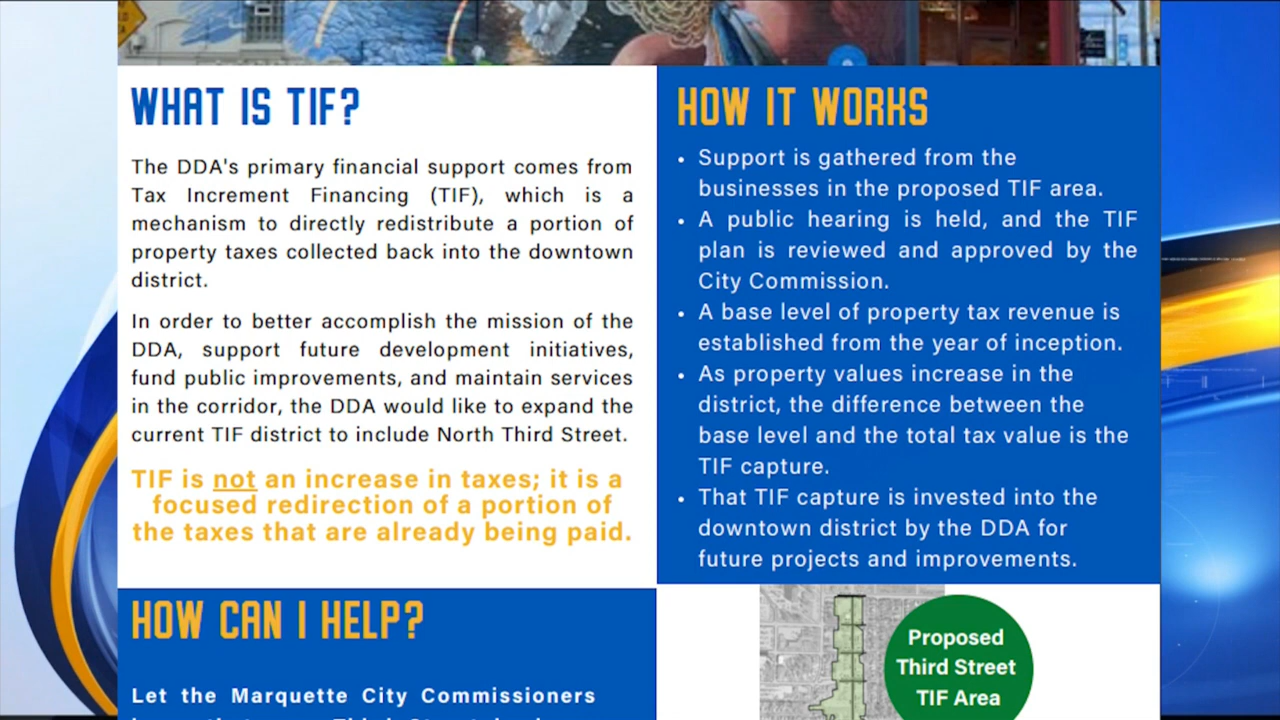 WHAT IS TIF?
The DDA's primary financial support comes from
Tax Increment Financing (TIF), which is a
mechanism to directly redistribute a portion of
property taxes collected back into the downtown
district.
In order to better accomplish the mission of the
DDA, support future development initiatives,
fund public improvements, and maintain services
in the corridor, the DDA would like to expand the
current TIF district to include North Third Street.
TIF is not an increase in taxes; it is a
focused redirection of a portion of
the taxes that are already being paid.
HOW IT WORKS
• Support is gathered from the
businesses in the proposed TIF area.
• A public hearing is held, and the TIF
plan is reviewed and approved by the
City Commission.
• A base level of property tax revenue is
established from the year of inception.
• As property values increase in the
district, the difference between the
base level and the total tax value is the
TIF capture.
• That TIF capture is invested into the
downtown district by the DDA for
future projects and improvements.
HOW CAN I HELP?
Let the Marquette City Commissioners
Proposed
Third Street
TIF Area